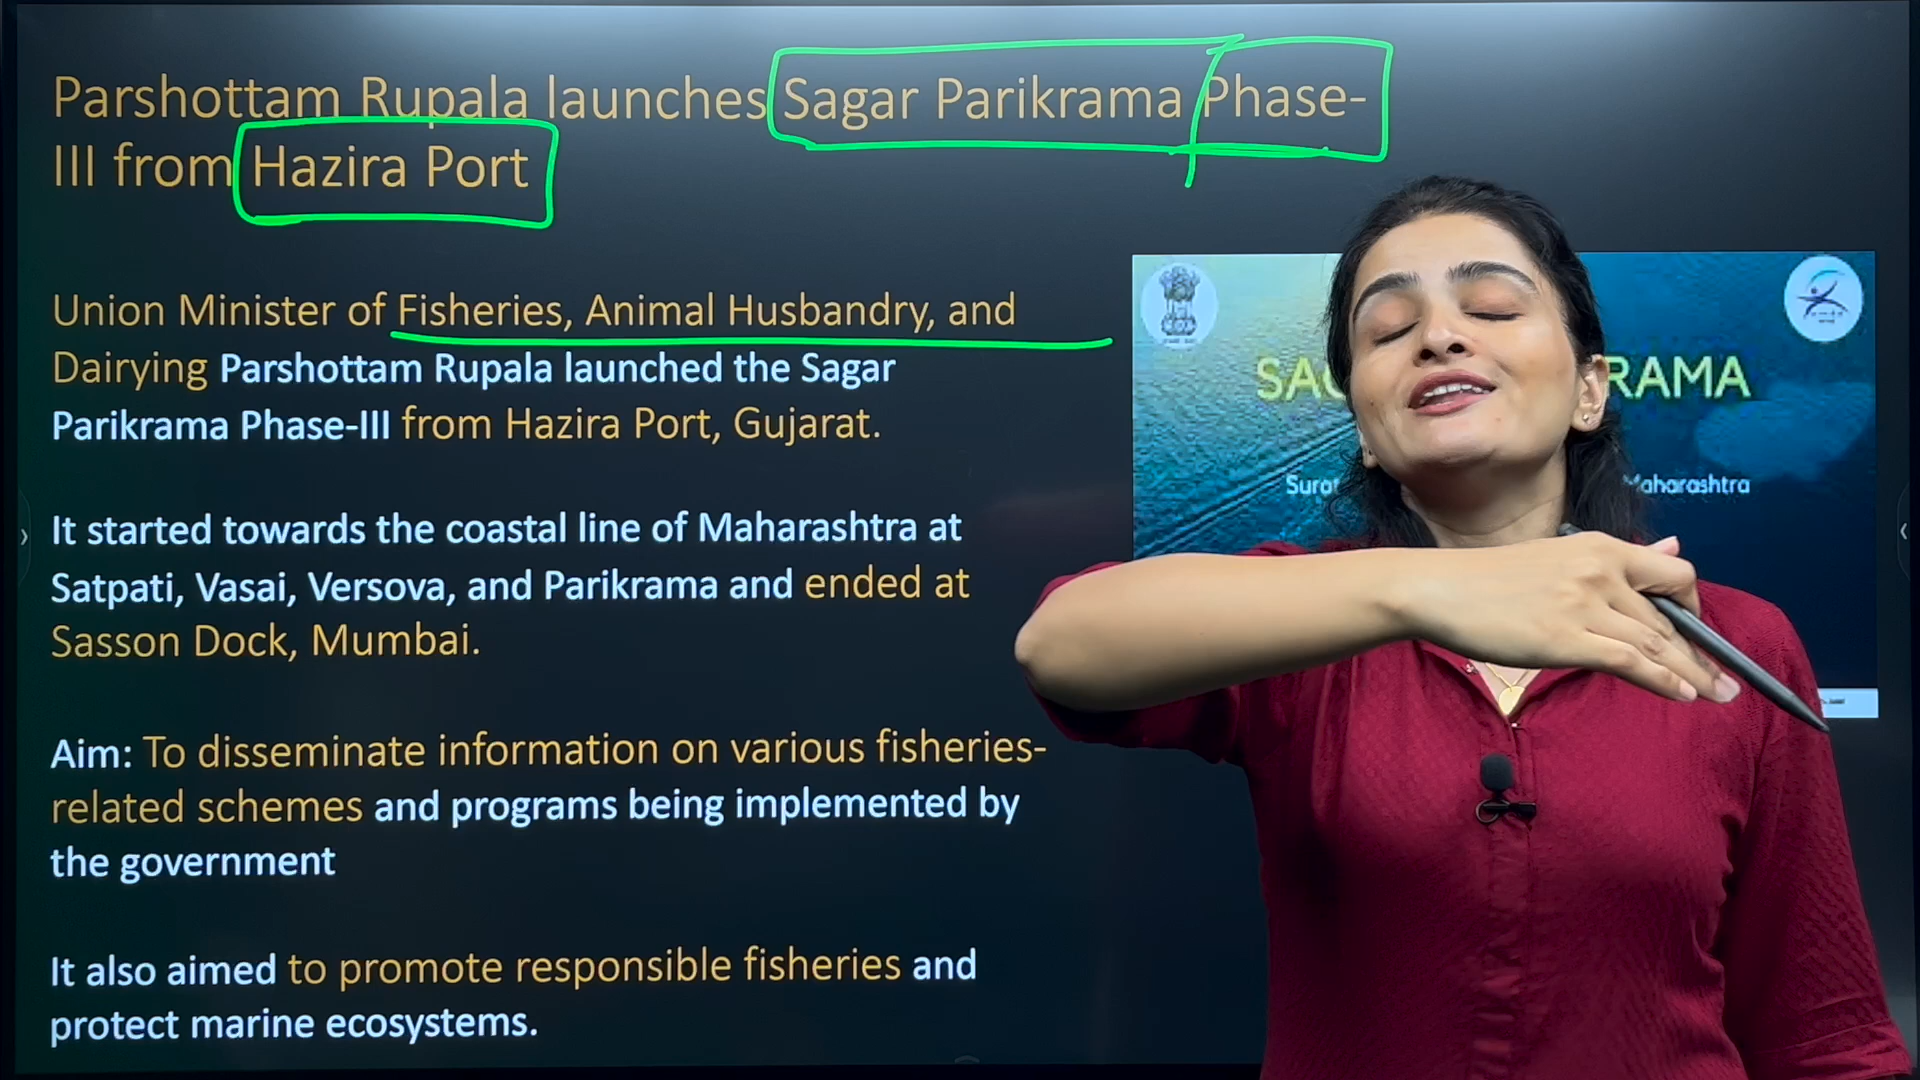 Parshottam Rupala launches Sagar Parikrama Phase-
III from Hazira Port
Union Minister of Fisheries, Animal Husbandry, and
Dairying Parshottam Rupala launched the Sagar
Parikrama Phase-III from Hazira Port, Gujarat.
It started towards the coastal line of Maharashtra at
Satpati, Vasai, Versova, and Parikrama and ended at
Sasson Dock, Mumbai.
Aim: To disseminate information on various fisheries-
related schemes and programs being implemented by
the government
It also aimed to promote responsible fisheries and
protect marine ecosystems.
SAG RAMA
Surat Maharashtra